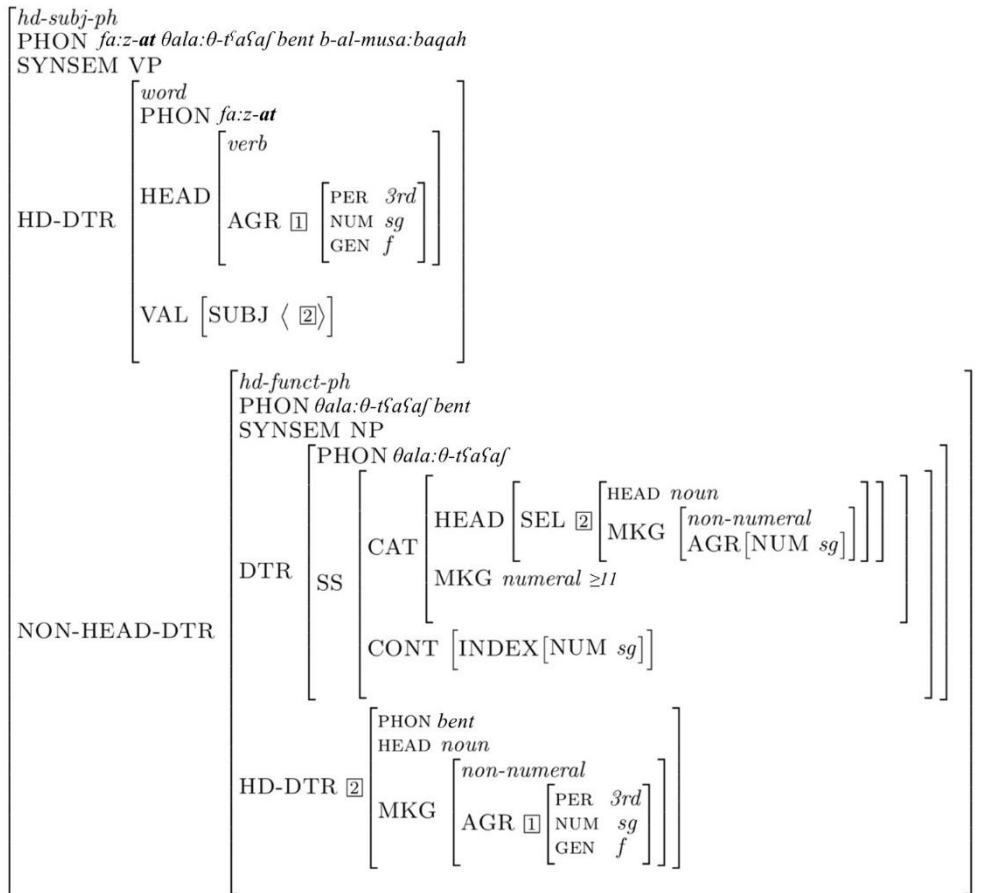 hd-subj-ph
PHON fa:z-at θala:θ-tˤaʕaʃ bent b-al-musa:baqah
SYNSEM VP
word
PHON fa:z-at
verb
HEAD
AGR 1 PER 3rd
NUM sg
GEN f
HD-DTR
VAL [SUBJ ⟨ 2⟩]
hd-funct-ph
PHON θala:θ-tʕaʕaʃ bent
SYNSEM NP
PHON θala:θ-tʕaʕaʃ
HEAD noun
HEAD [SEL 2 MKG [non-numeral
AGR[NUM sg]]]
CAT
MKG numeral ≥11
DTR
SS
NON-HEAD-DTR
CONT [INDEX[NUM sg]]
PHON bent
HEAD noun
non-numeral
HD-DTR 2
MKG
AGR 1 PER 3rd
NUM sg
GEN f